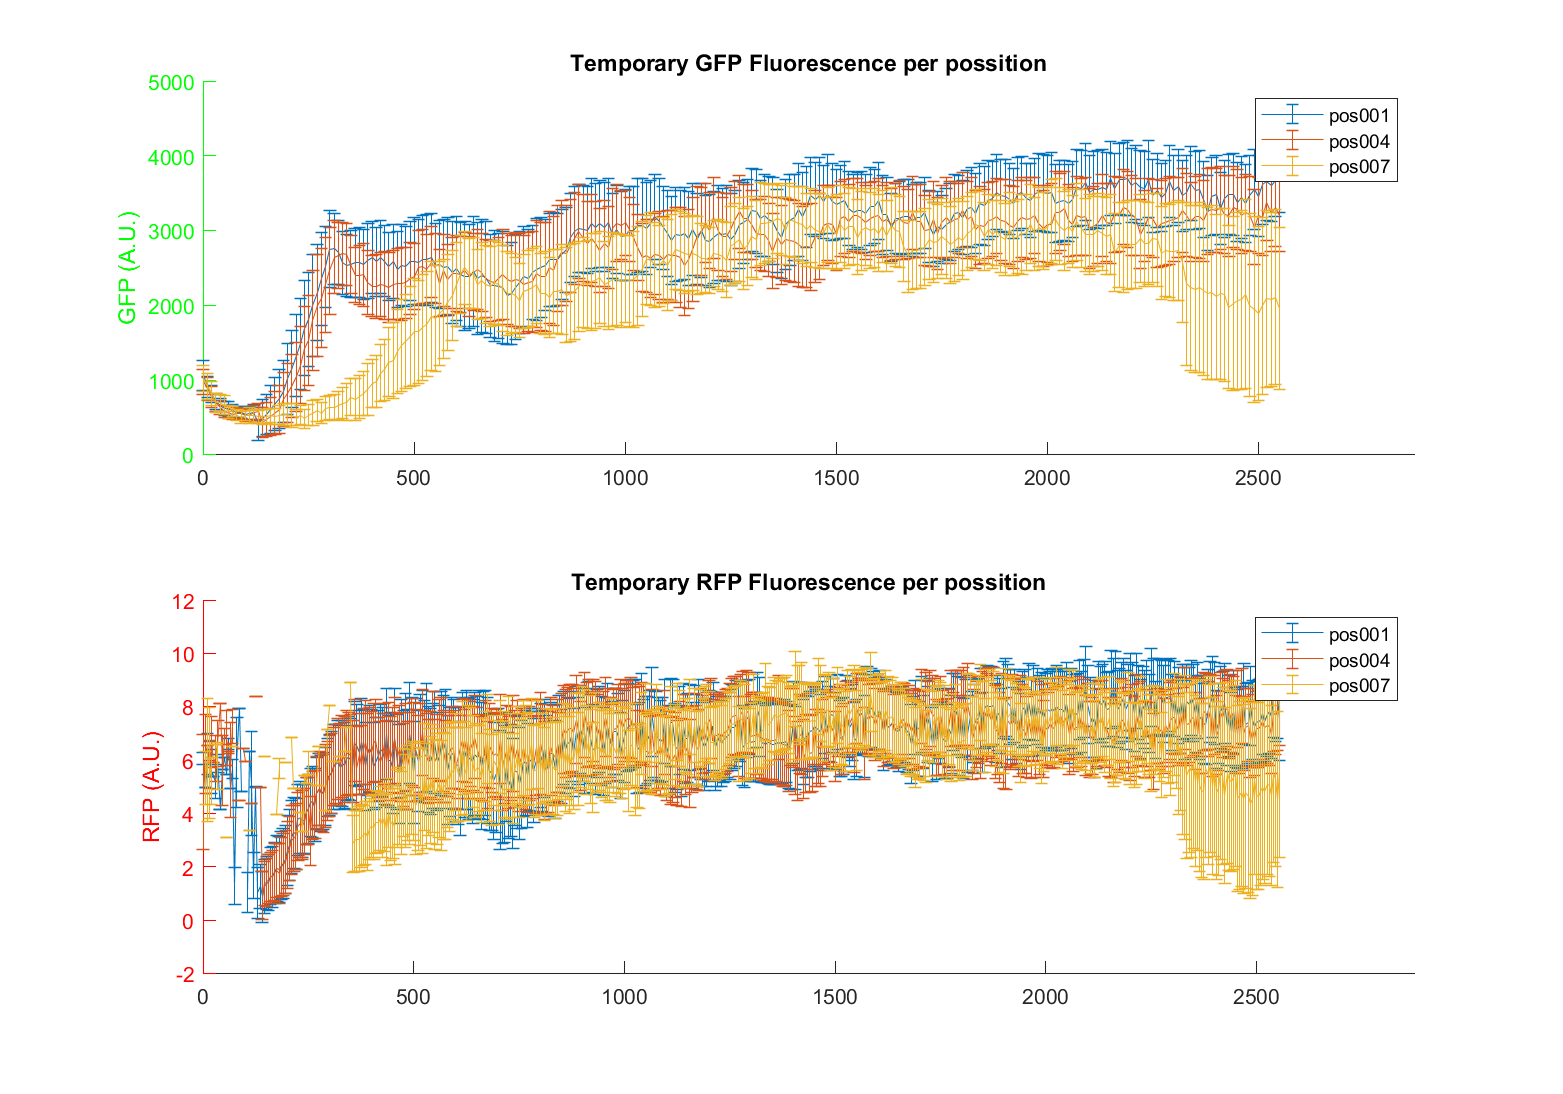 Temporary GFP Fluorescence per possition
GFP (A.U.)
5000
4000
3000
2000
1000
0
0 500 1000 1500 2000 2500
pos001
pos004
pos007
Temporary RFP Fluorescence per possition
RFP (A.U.)
12
10
8
6
4
2
0
-2
0 500 1000 1500 2000 2500
pos001
pos004
pos007